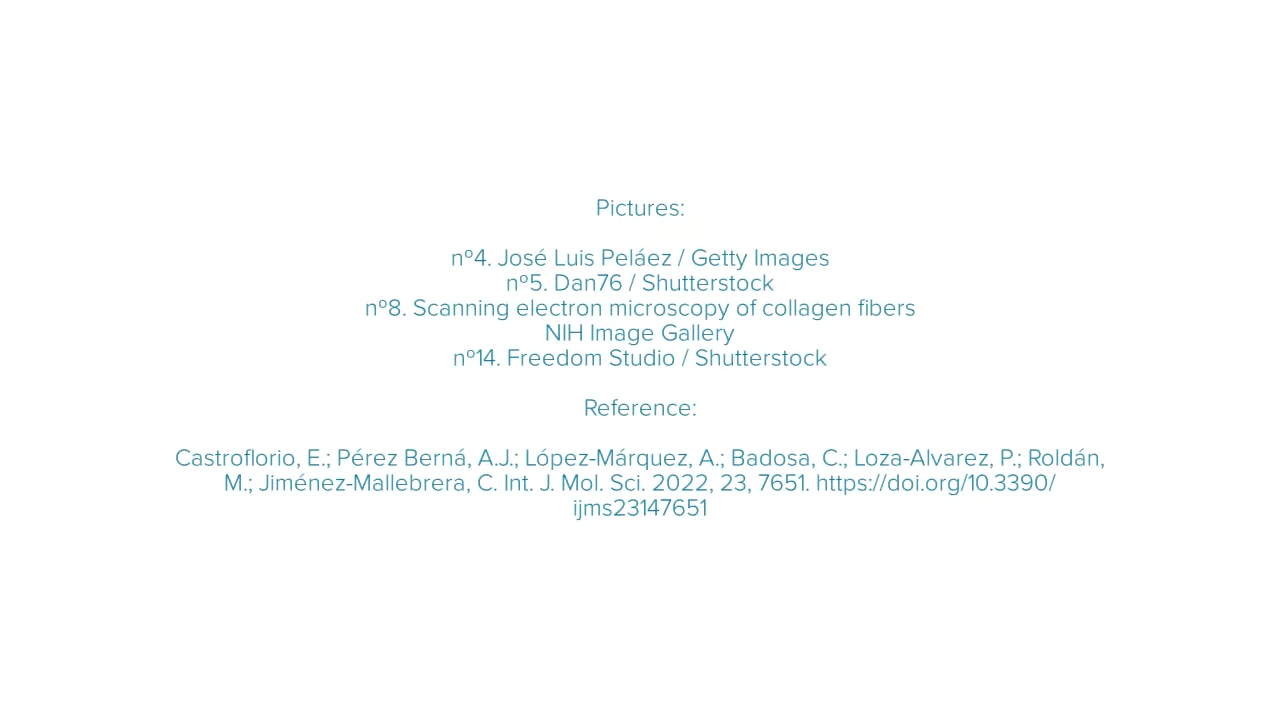 Pictures:
nº4. José Luis Peláez / Getty Images
nº5. Dan76 / Shutterstock
nº8. Scanning electron microscopy of collagen fibers
NIH Image Gallery
nº14. Freedom Studio / Shutterstock
Reference:
Castroflorio, E.; Pérez Berná, A.J.; López-Márquez, A.; Badosa, C.; Loza-Alvarez, P.; Roldán,
M.; Jiménez-Mallebrera, C. Int. J. Mol. Sci. 2022, 23, 7651. https://doi.org/10.3390/
ijms23147651